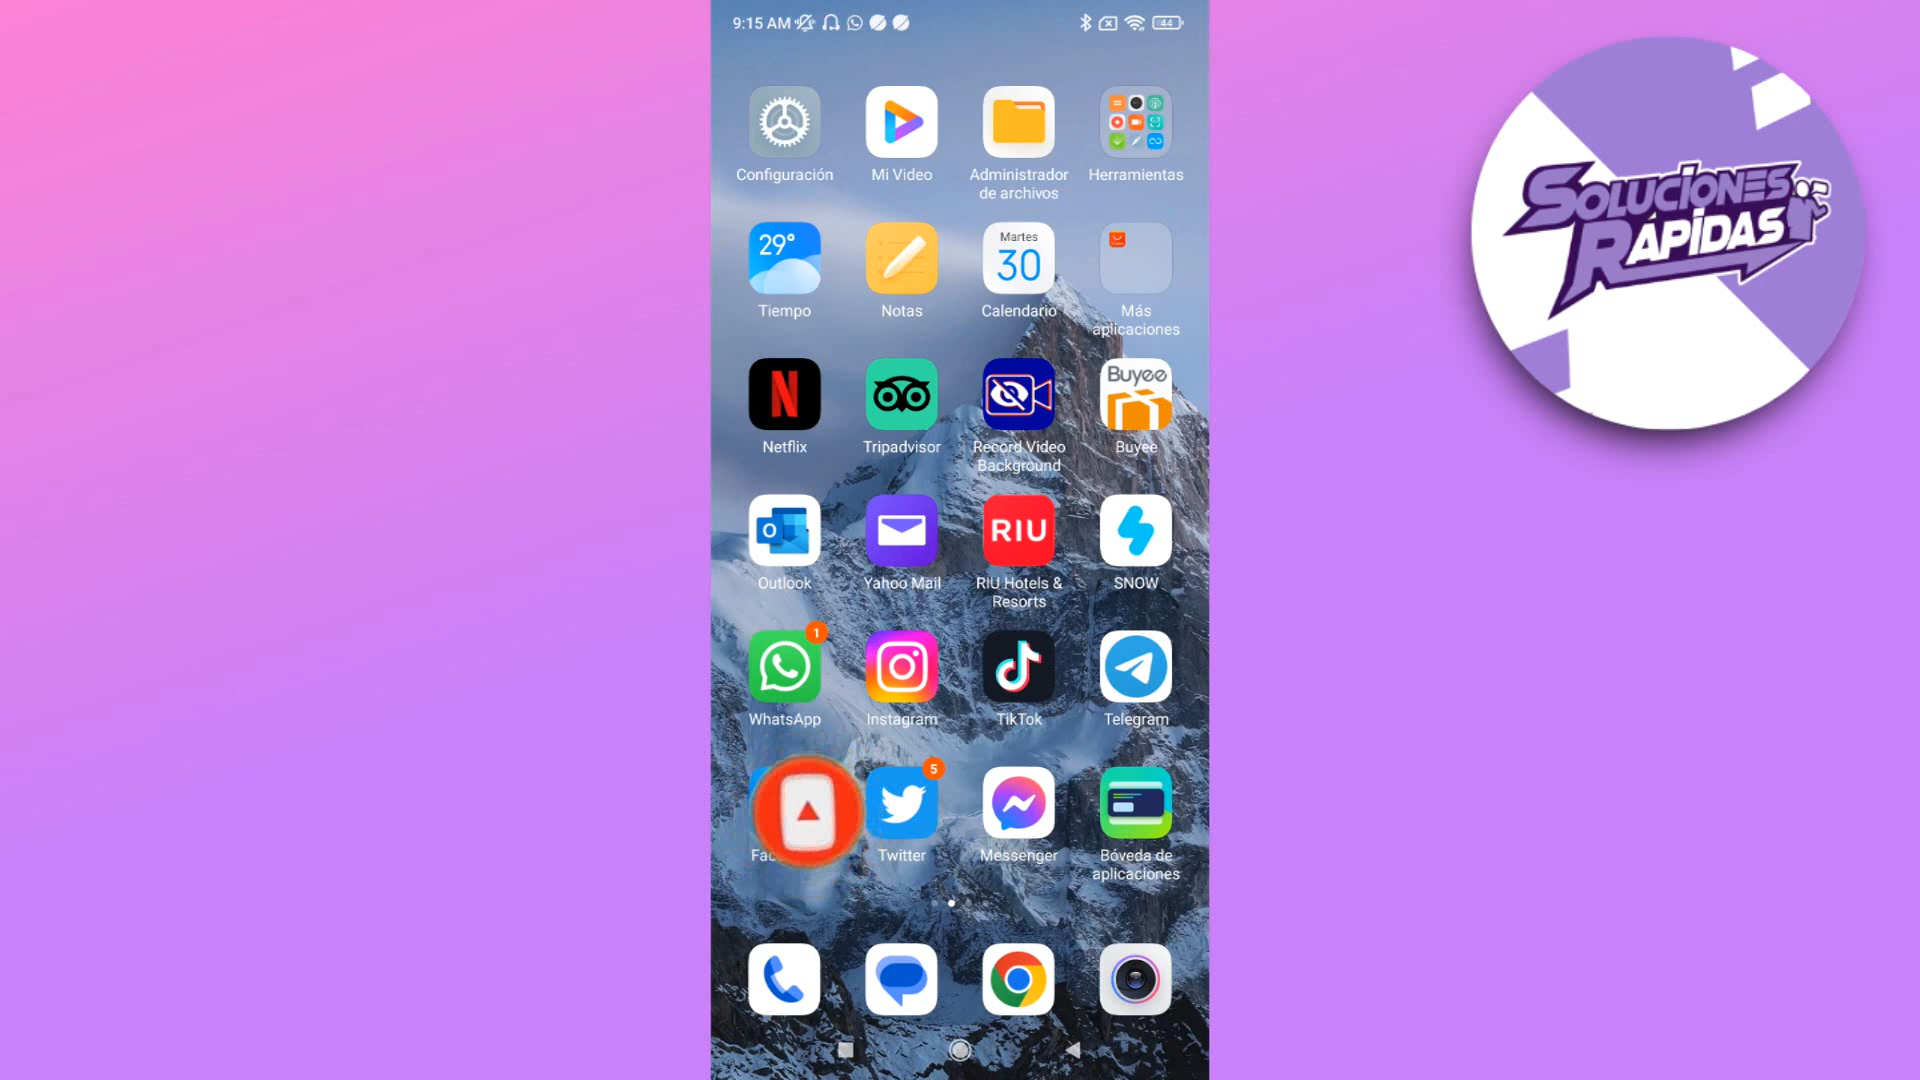 9:15 AM
44
SOLUCIONES
RÁPIDAS
Configuración
Mi Video
Administrador
de archivos
Herramientas
29°
Martes
30
Tiempo
Notas
Calendario
Más
aplicaciones
N
Buyee
Netflix
Tripadvisor
Record Video
Background
Buyee
O
RIU
Outlook
Yahoo Mail
RIU Hotels &
Resorts
SNOW
1
WhatsApp
Instagram
TikTok
Telegram
5
Fac
Twitter
Messenger
Bóveda de
aplicaciones